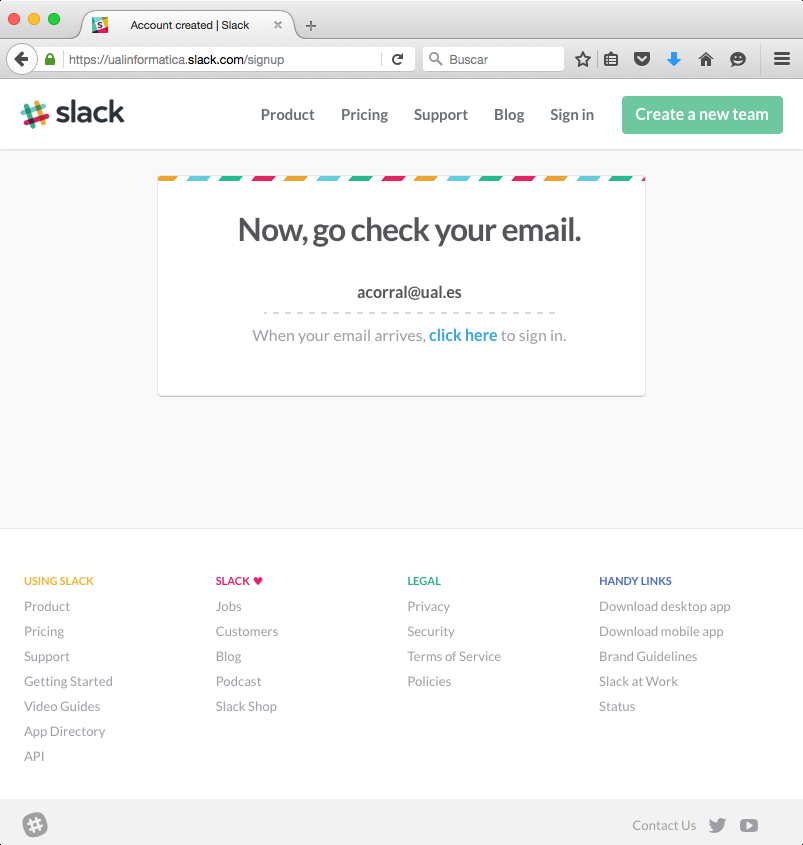 Account created | Slack
https://ualinformatica.slack.com/signup
Buscar
slack
Product
Pricing
Support
Blog
Sign in
Create a new team
Now, go check your email.
acorral@ual.es
When your email arrives, click here to sign in.
USING SLACK
Product
Pricing
Support
Getting Started
Video Guides
App Directory
API
SLACK ♥
Jobs
Customers
Blog
Podcast
Slack Shop
LEGAL
Privacy
Security
Terms of Service
Policies
HANDY LINKS
Download desktop app
Download mobile app
Brand Guidelines
Slack at Work
Status
Contact Us